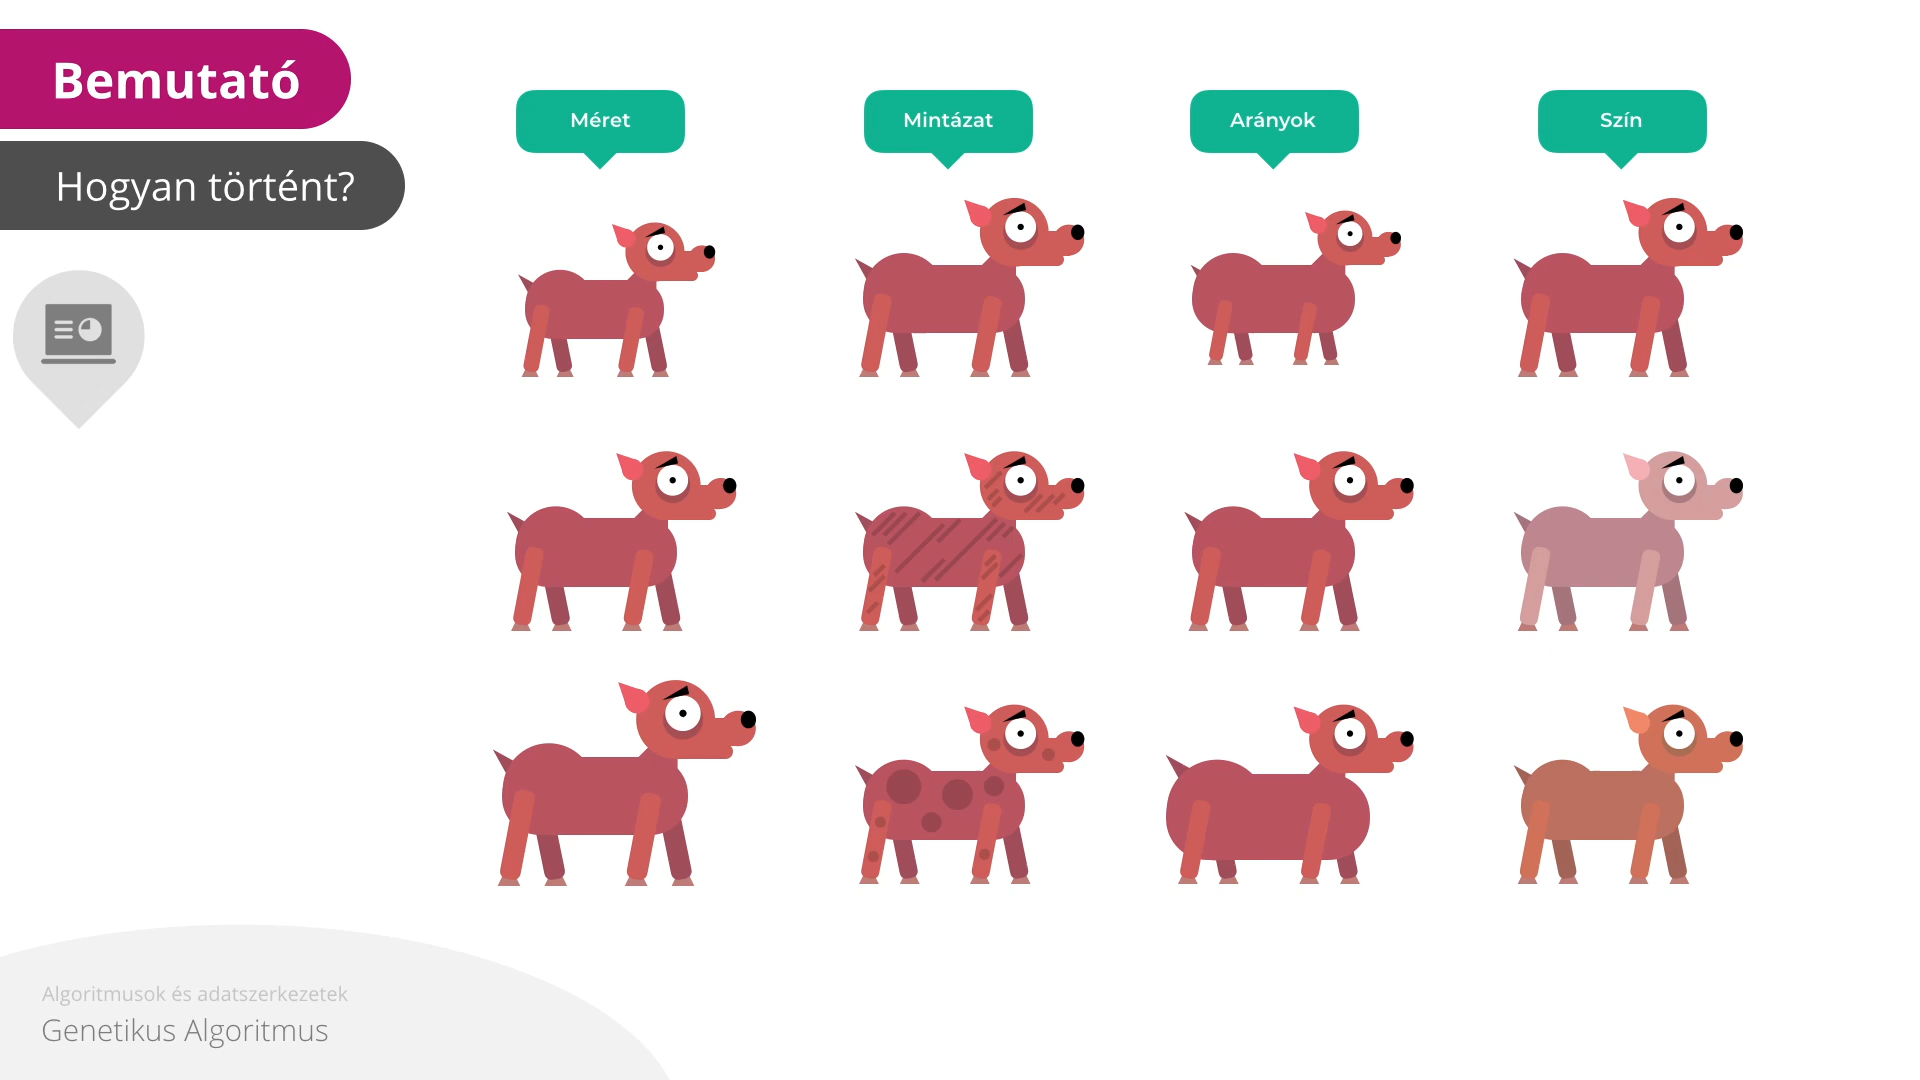 Bemutató
Hogyan történt?
Méret
Mintázat
Arányok
Szín
Algoritmusok és adatszerkezetek
Genetikus Algoritmus